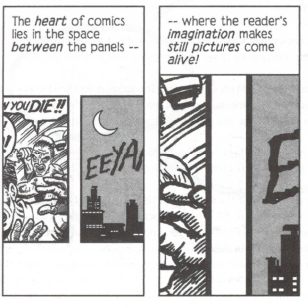 The heart of comics
lies in the space
between the panels --
-- where the reader's
imagination makes
still pictures come
alive!
YOU DIE!!
EEYA
E